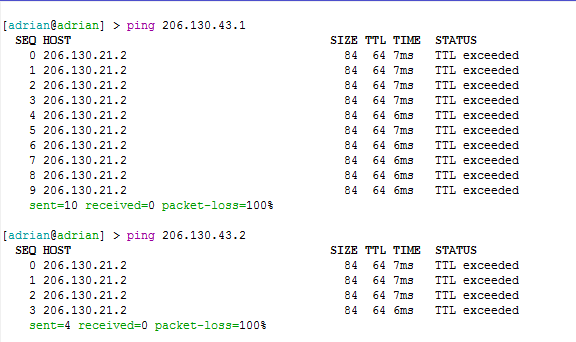 [adrian@adrian] > ping 206.130.43.1
SEQ HOST SIZE TTL TIME STATUS
0 206.130.21.2 84 64 7ms TTL exceeded
1 206.130.21.2 84 64 7ms TTL exceeded
2 206.130.21.2 84 64 7ms TTL exceeded
3 206.130.21.2 84 64 7ms TTL exceeded
4 206.130.21.2 84 64 6ms TTL exceeded
5 206.130.21.2 84 64 7ms TTL exceeded
6 206.130.21.2 84 64 6ms TTL exceeded
7 206.130.21.2 84 64 6ms TTL exceeded
8 206.130.21.2 84 64 6ms TTL exceeded
9 206.130.21.2 84 64 6ms TTL exceeded
sent=10 received=0 packet-loss=100%
[adrian@adrian] > ping 206.130.43.2
SEQ HOST SIZE TTL TIME STATUS
0 206.130.21.2 84 64 7ms TTL exceeded
1 206.130.21.2 84 64 7ms TTL exceeded
2 206.130.21.2 84 64 7ms TTL exceeded
3 206.130.21.2 84 64 6ms TTL exceeded
sent=4 received=0 packet-loss=100%